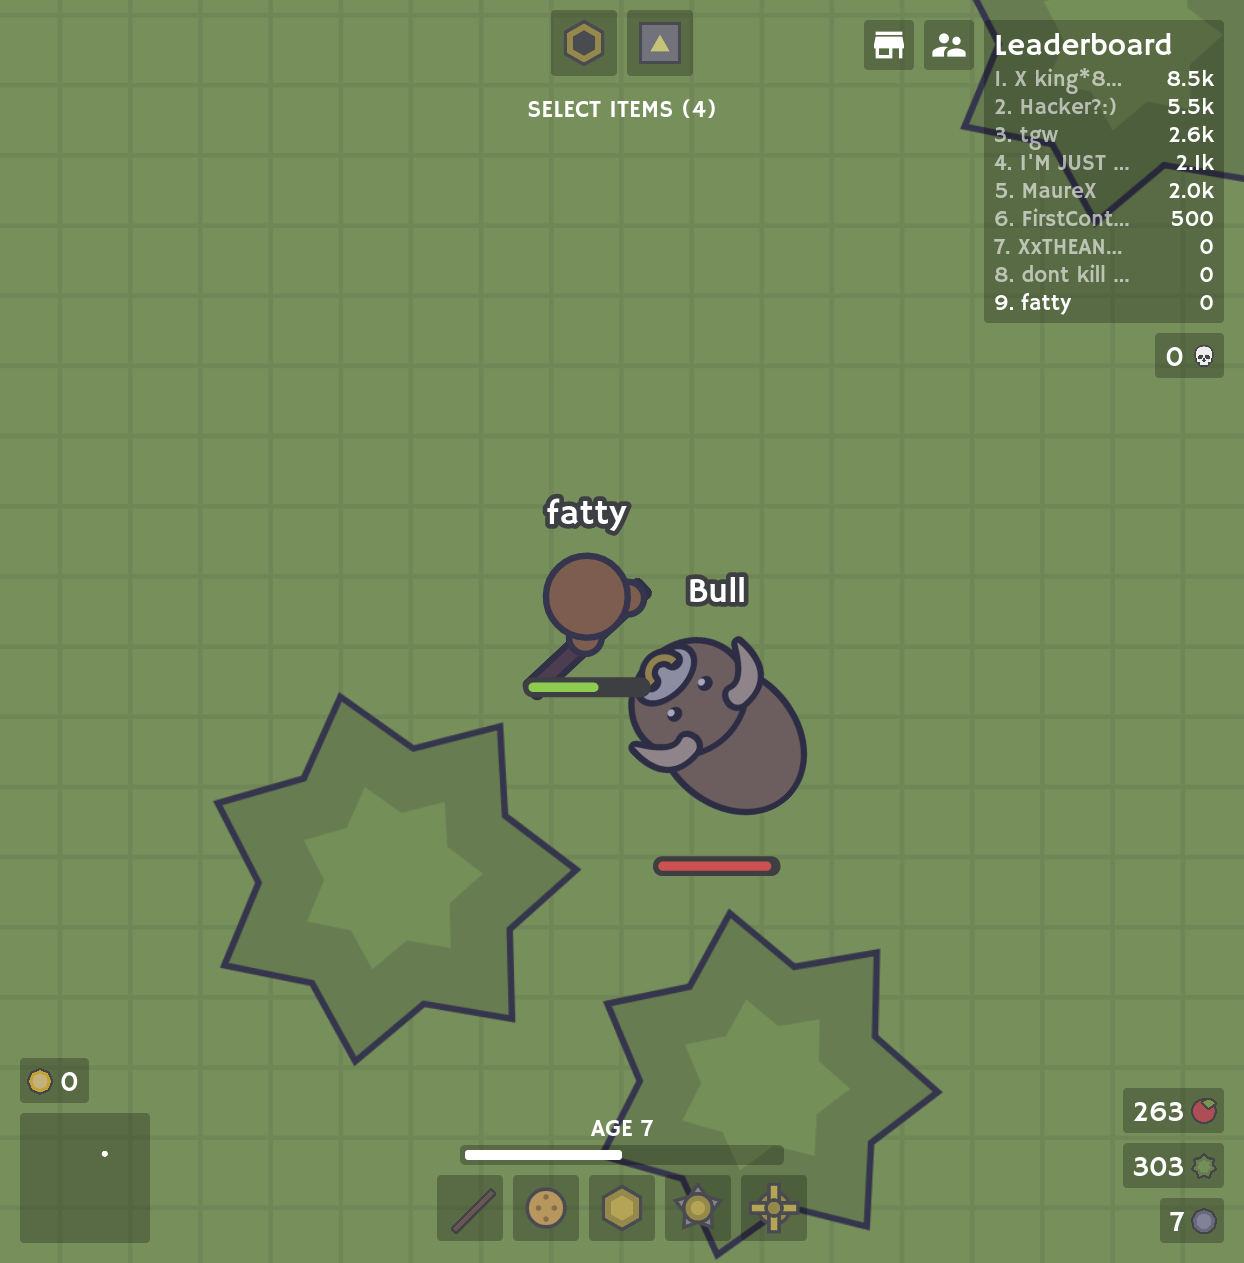 SELECT ITEMS (4)
Leaderboard
1. X king*8... 8.5k
2. Hacker?:) 5.5k
3. tgw 2.6k
4. I'M JUST ... 2.1k
5. MaureX 2.0k
6. FirstCont... 500
7. XxTHEAN... 0
8. dont kill ... 0
9. fatty 0
0
fatty
Bull
0
AGE 7
263
303
7